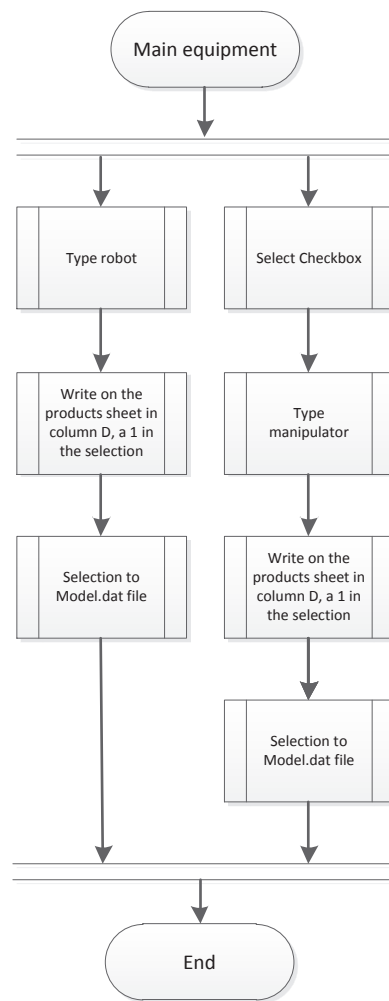 Main equipment
Type robot
Write on the
products sheet in
column D, a 1 in
the selection
Selection to
Model.dat file
Select Checkbox
Type
manipulator
Write on the
products sheet in
column D, a 1 in
the selection
Selection to
Model.dat file
End